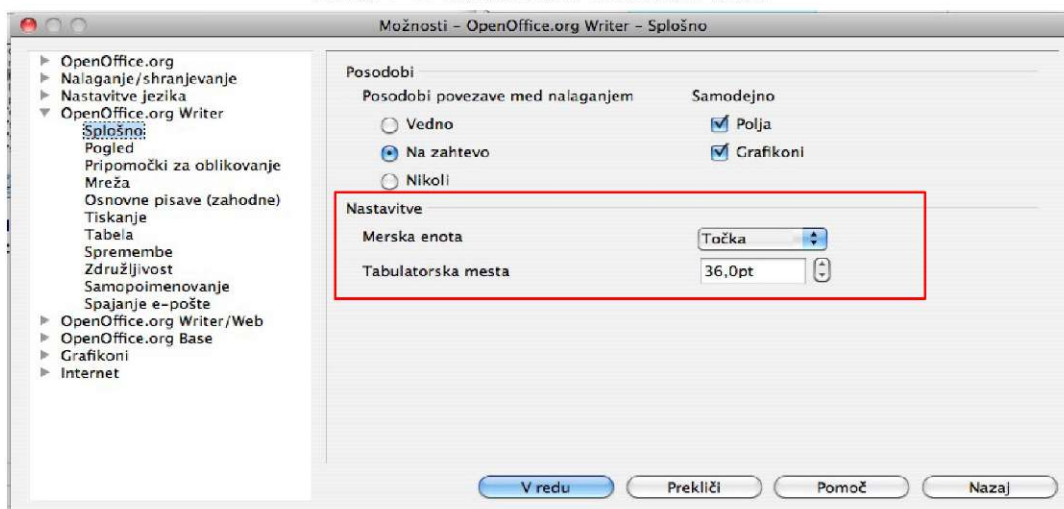 Možnosti – OpenOffice.org Writer – Splošno
OpenOffice.org
Nalaganje/shranjevanje
Nastavitve jezika
OpenOffice.org Writer
Splošno
Pogled
Pripomočki za oblikovanje
Mreža
Osnovne pisave (zahodne)
Tiskanje
Tabela
Spremembe
Združljivost
Samopoimenovanje
Spajanje e-pošte
OpenOffice.org Writer/Web
OpenOffice.org Base
Grafikoni
Internet
Posodobi
Posodobi povezave med nalaganjem
Vedno
Na zahtevo
Nikoli
Samodejno
Polja
Grafikoni
Nastavitve
Merska enota
Točka
Tabulatorska mesta
36,0pt
V redu
Prekliči
Pomoč
Nazaj